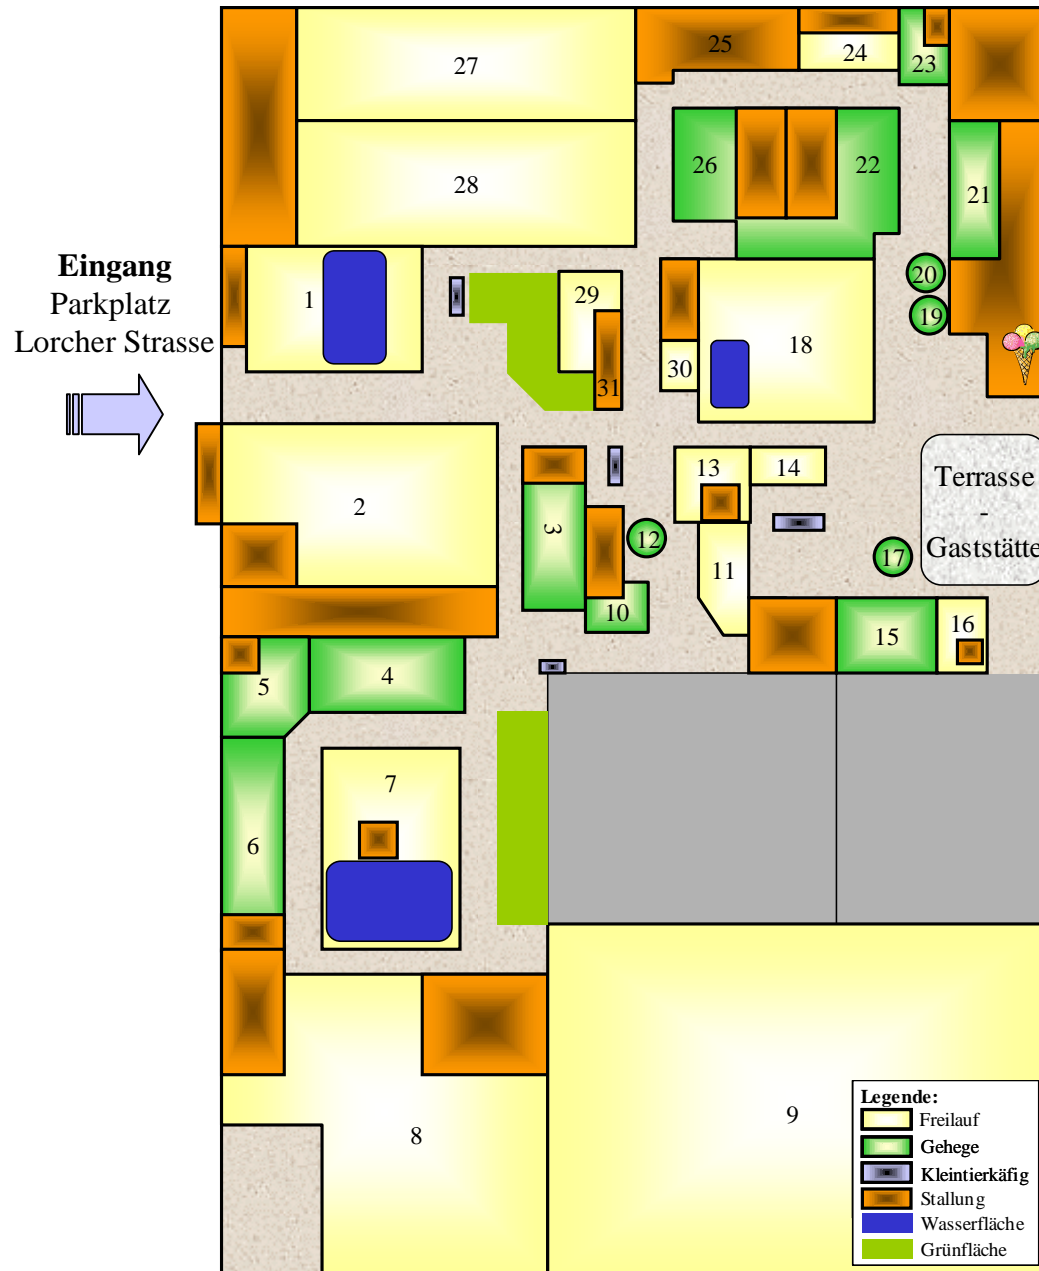 27
25
24
23
28
26
22
21
Eingang
Parkplatz
Lorcher Strasse
1
29
20
19
18
30
31
2
3
13
14
Terrasse
-
Gaststätte
12
17
11
10
15
16
5
4
7
6
8
9
Legende:
Freilauf
Gehege
Kleintierkäfig
Stallung
Wasserfläche
Grünfläche